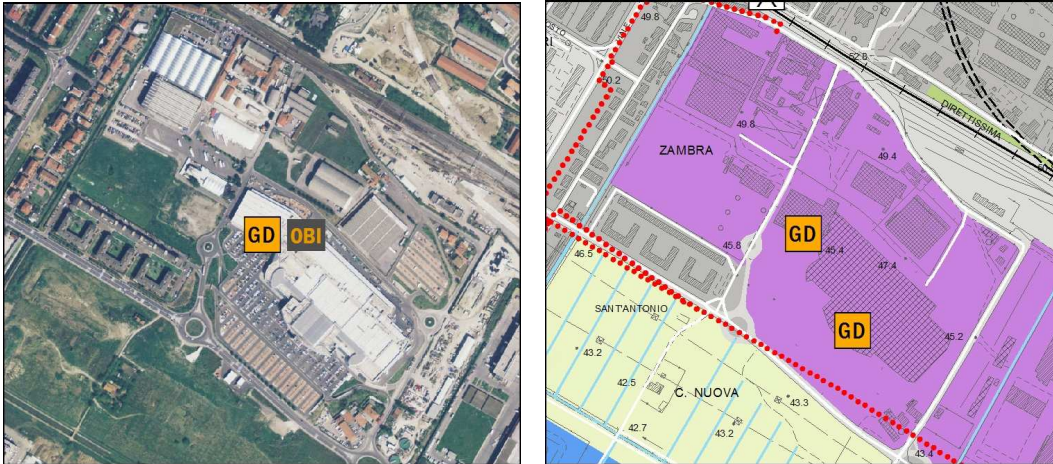 GD OBI
49.8
52.6
50.2
DIRETTISSIMA
49.8
ZAMBRA
49.4
GD
45.8
45.4
46.5
47.4
SANT'ANTONIO
GD
45.2
43.2
42.5
C. NUOVA
43.3
43.2
42.7
43.4